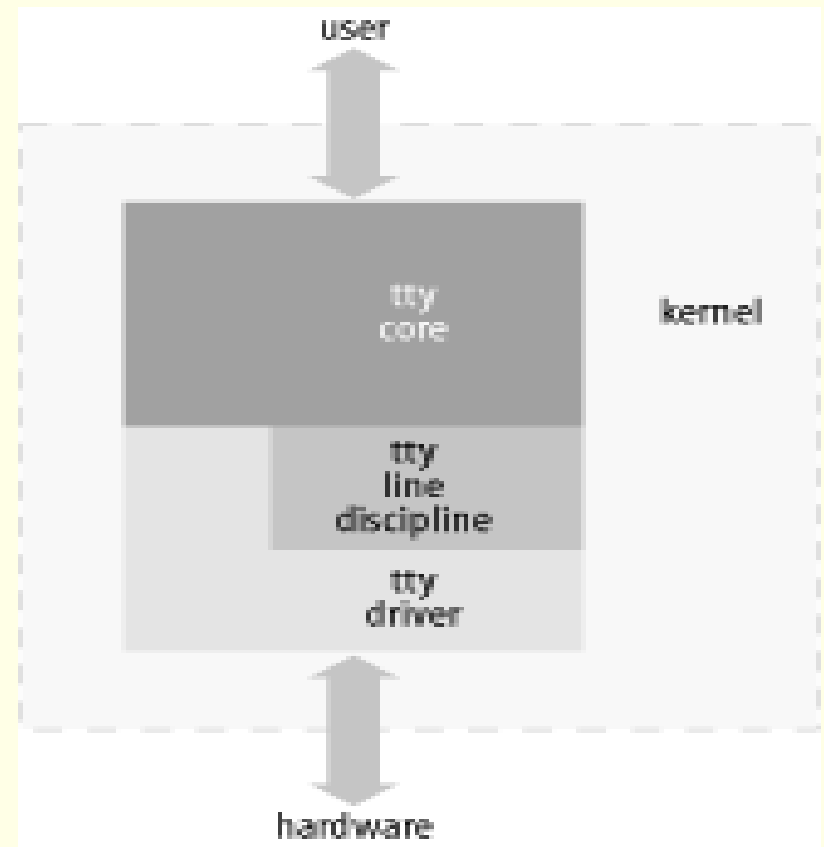 user
tty
core
kernel
tty
line
discipline
tty
driver
hardware